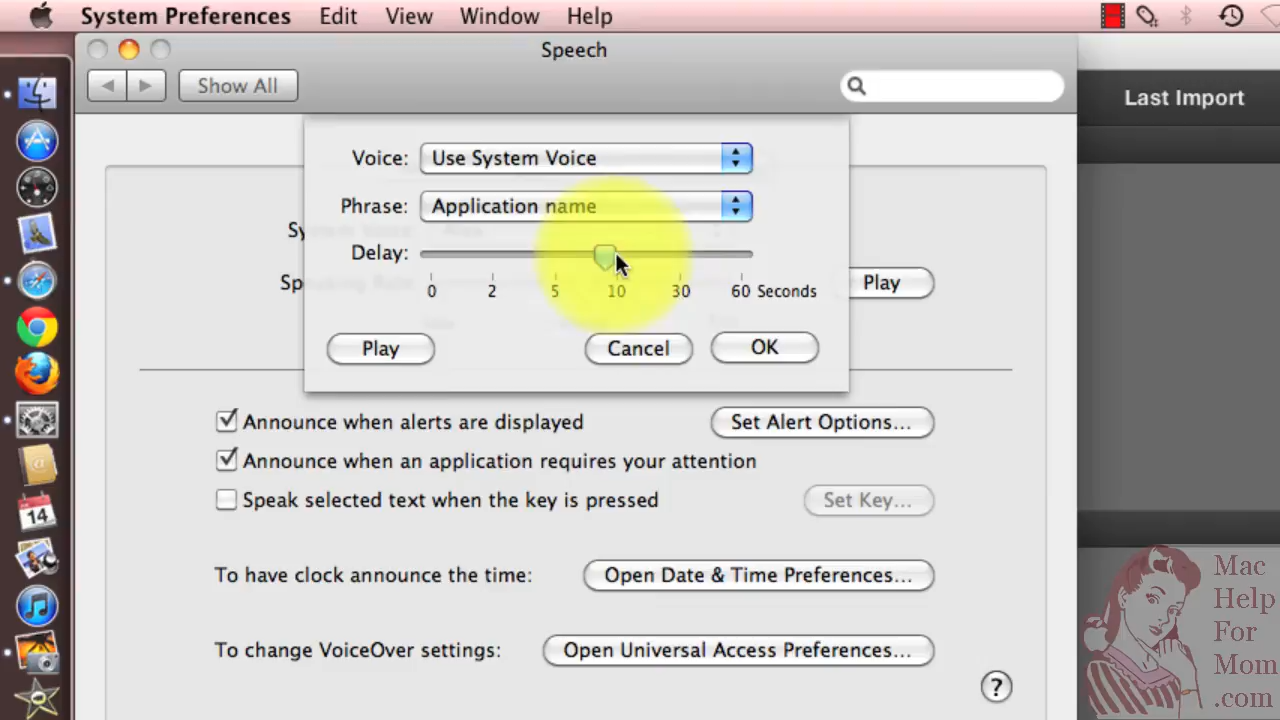 System Preferences Edit View Window Help
Speech
Show All
Last Import
Voice: Use System Voice
Phrase: Application name
Delay:
0 2 5 10 30 60 Seconds
Play
Play Cancel OK
Announce when alerts are displayed Set Alert Options...
Announce when an application requires your attention
Speak selected text when the key is pressed Set Key...
To have clock announce the time: Open Date & Time Preferences...
To change VoiceOver settings: Open Universal Access Preferences...
?
14
Mac
Help
For
Mom
.com